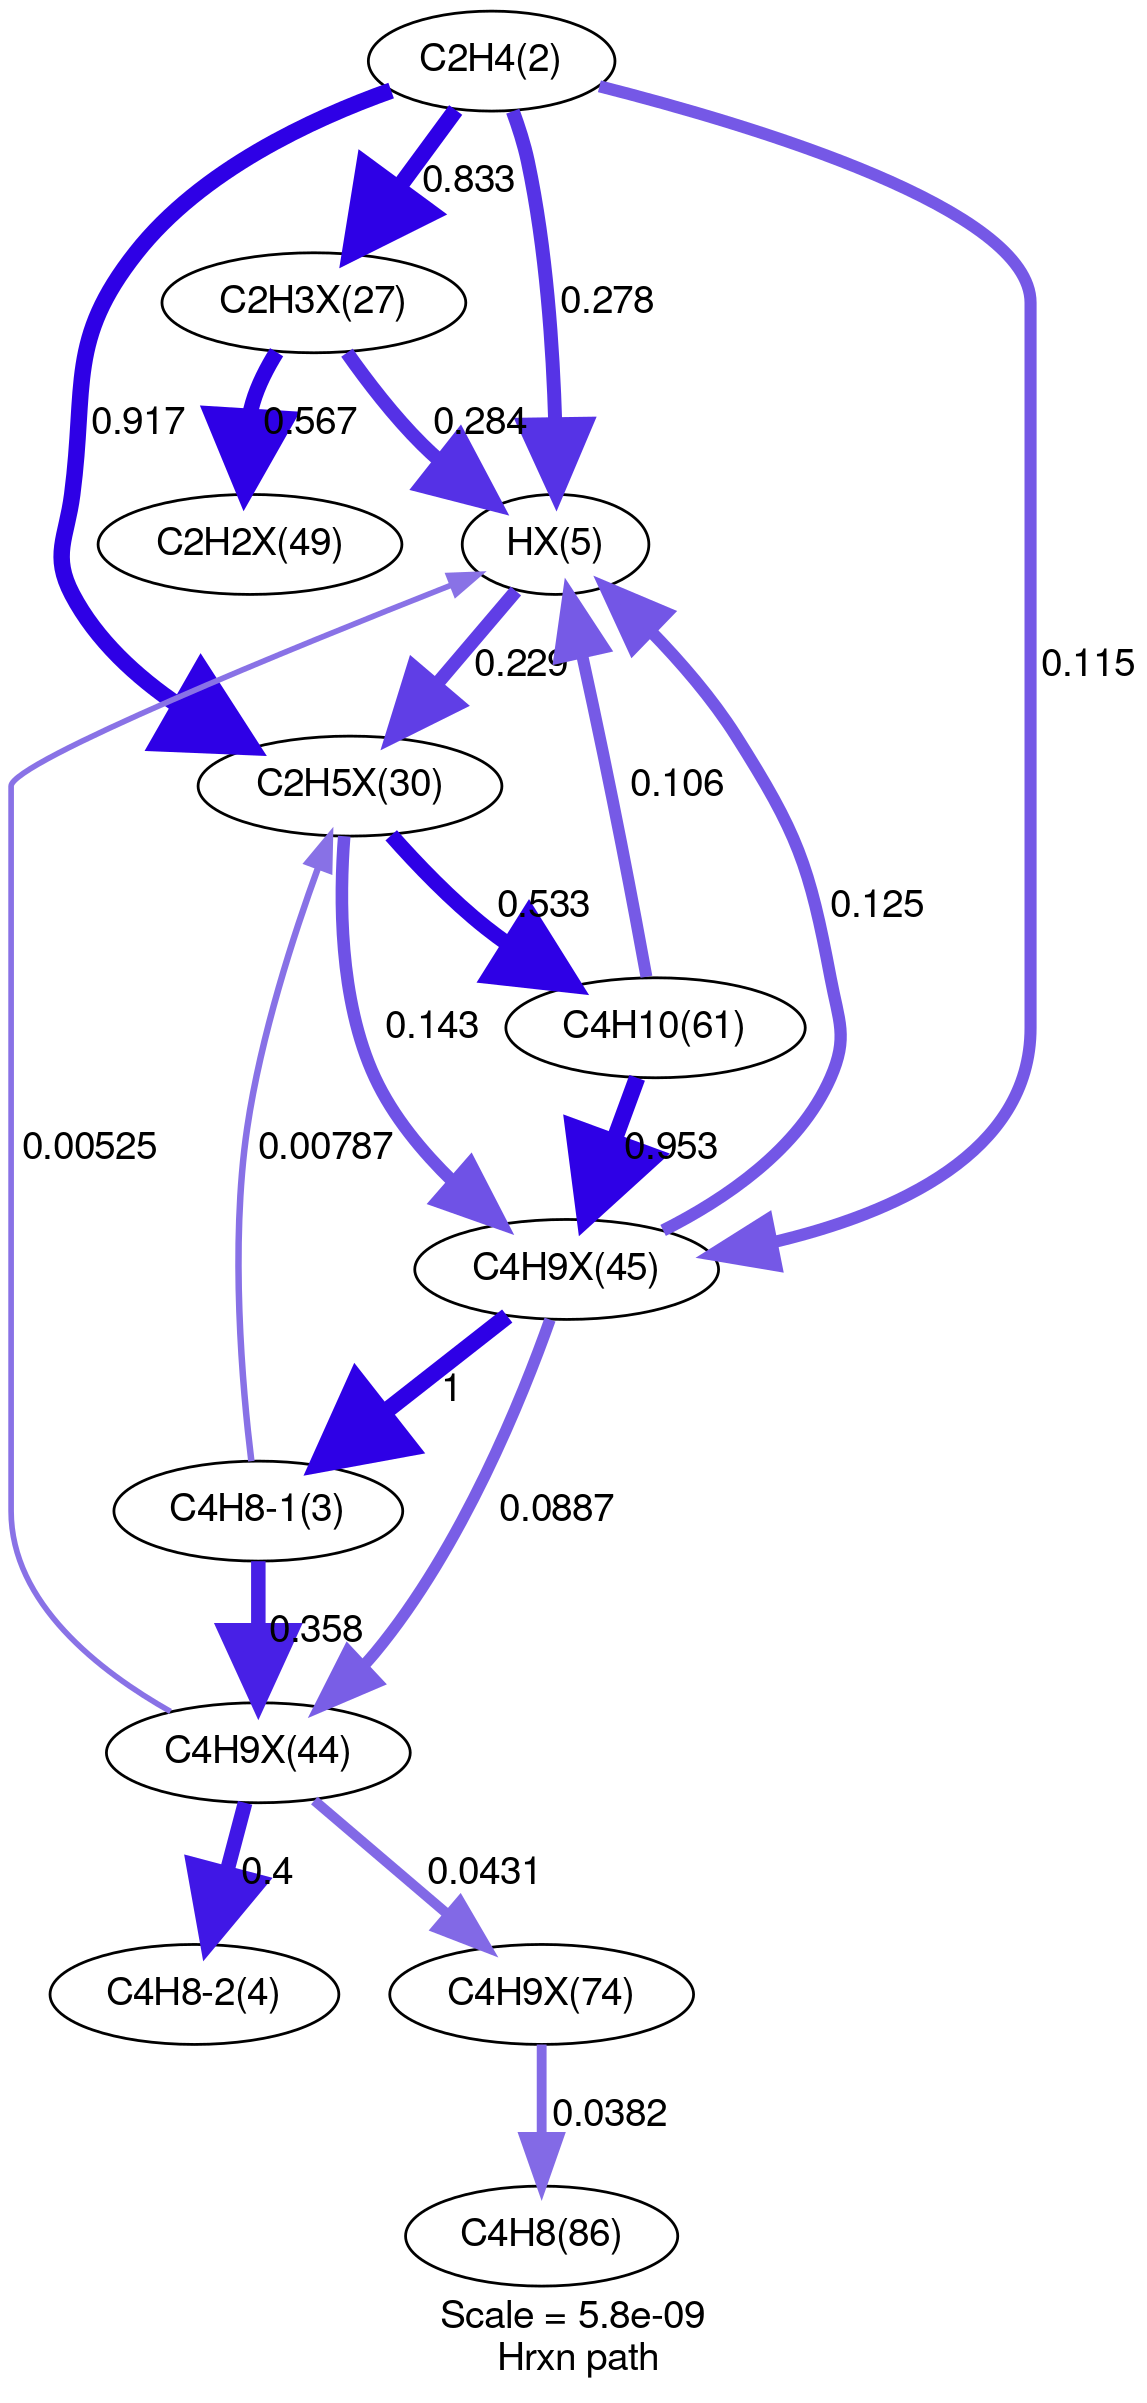 C2H4(2)
0.833
C2H3X(27)
0.278
0.917
0.567
0.284
C2H2X(49)
HX(5)
0.229
0.115
C2H5X(30)
0.106
0.533
0.125
0.143
C4H10(61)
0.00525
0.00787
0.953
C4H9X(45)
1
C4H8-1(3)
0.0887
0.358
C4H9X(44)
0.4
0.0431
C4H8-2(4)
C4H9X(74)
0.0382
C4H8(86)
Scale = 5.8e-09
Hrxn path